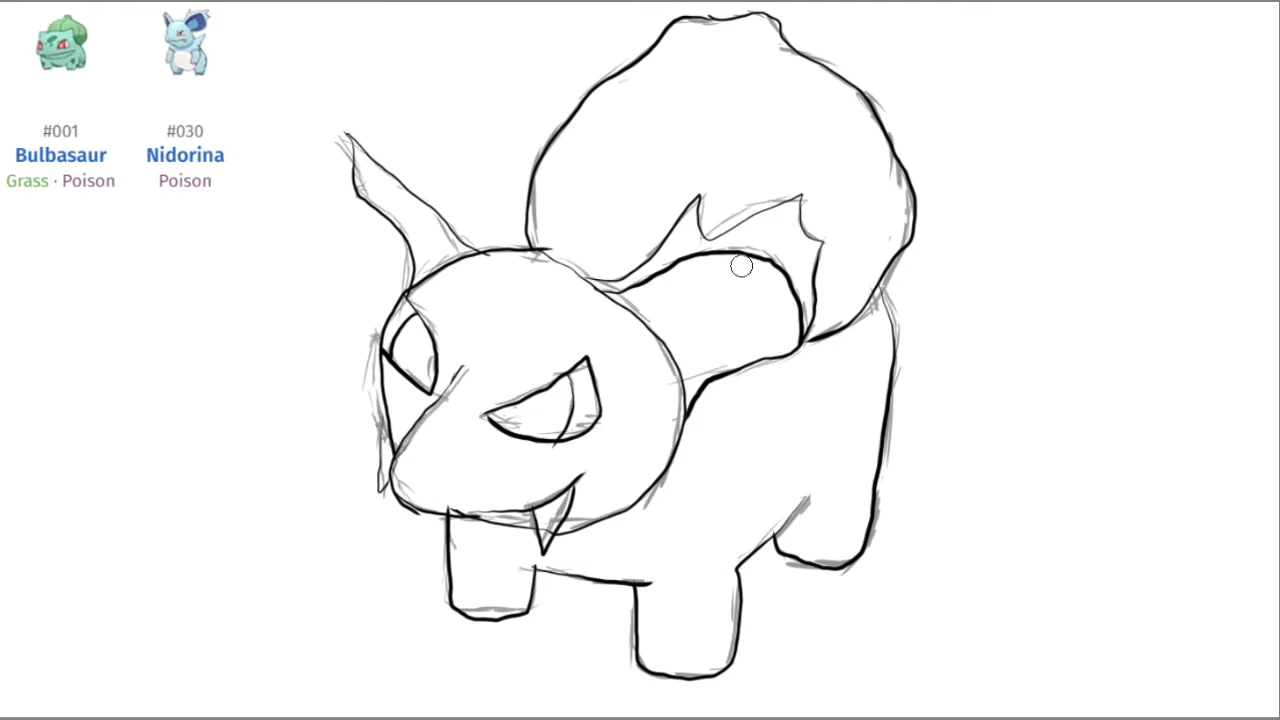 #001
Bulbasaur
Grass · Poison
#030
Nidorina
Poison